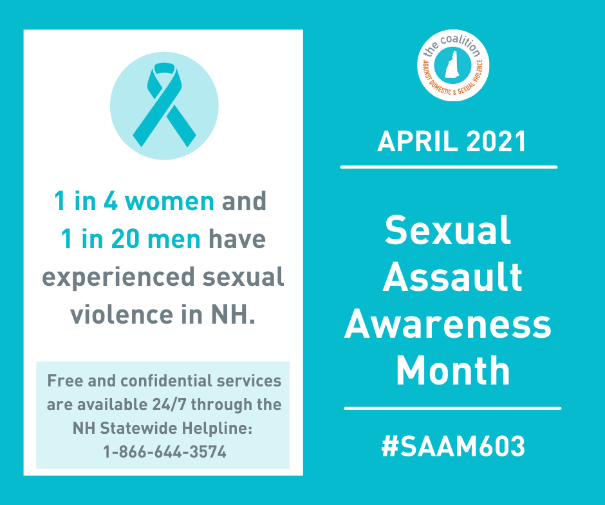 1 in 4 women and
1 in 20 men have
experienced sexual
violence in NH.
Free and confidential services
are available 24/7 through the
NH Statewide Helpline:
1-866-644-3574
the coalition
AGAINST DOMESTIC & SEXUAL VIOLENCE
APRIL 2021
Sexual
Assault
Awareness
Month
#SAAM603